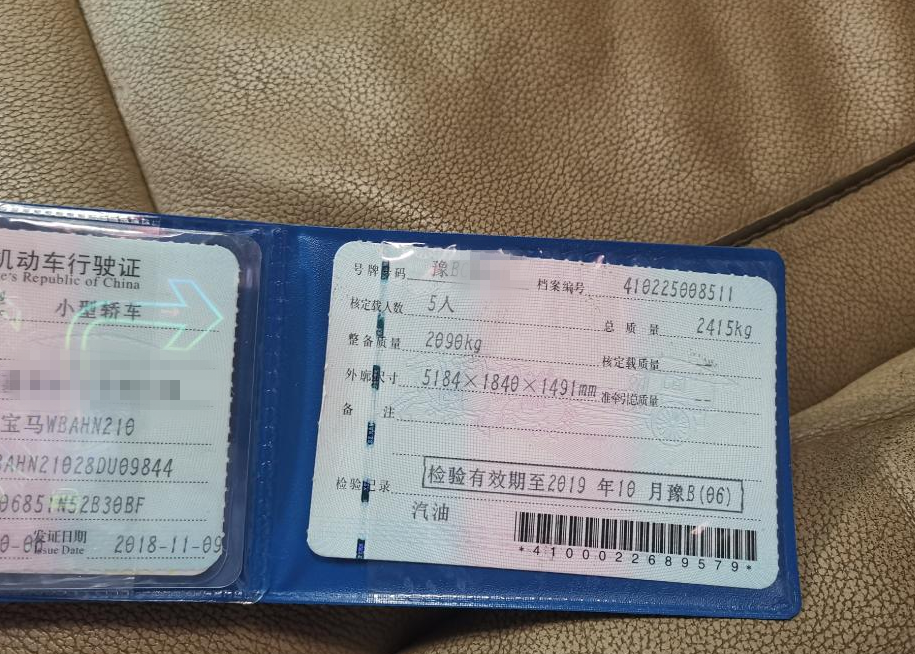 机动车行驶证
e's Republic of China
小型轿车
宝马WBAHN210
BAHN21028DU09844
06851N52B30BF
发证日期
Issue Date
2018-11-09
号牌号码 豫B
档案编号 410225008511
核定载人数 5人
总质量 2415kg
整备质量 2090kg
核定载质量 --
外廓尺寸 5184×1840×1491mm
准牵引总质量 --
备注
检验记录
检验有效期至2019 年10 月豫B(06)
汽油
*4100022689579*